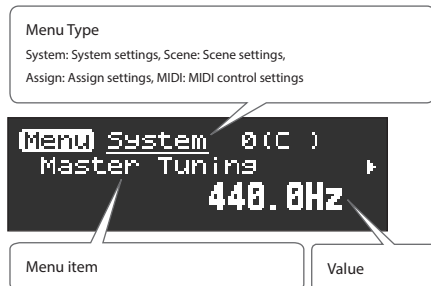 Menu Type
System: System settings, Scene: Scene settings,
Assign: Assign settings, MIDI: MIDI control settings
Menu System 0(C )
Master Tuning
440.0Hz
Menu item
Value